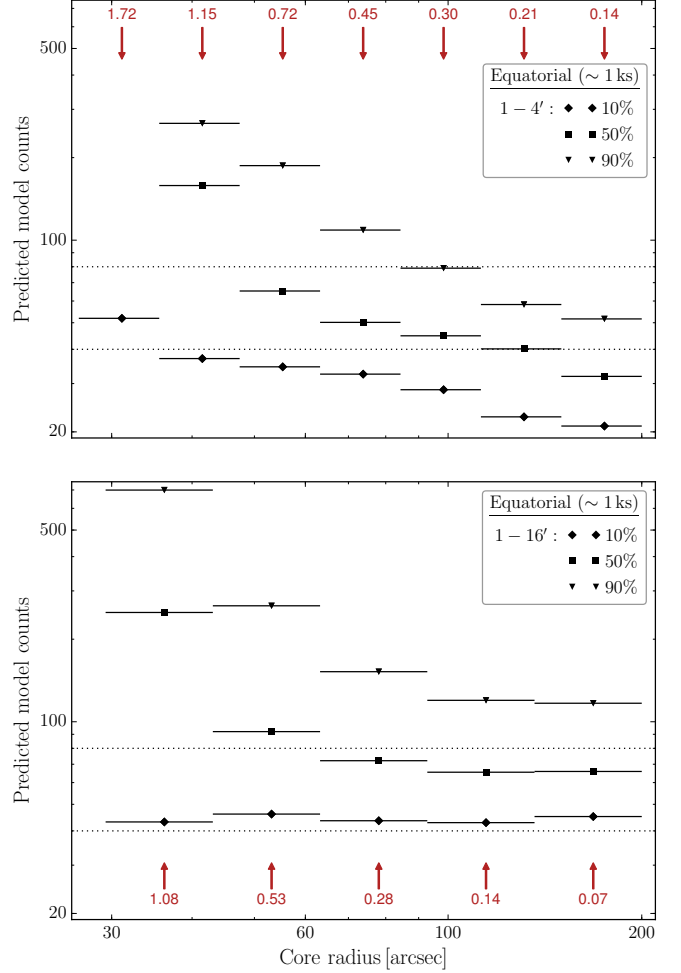 1.72 1.15 0.72 0.45 0.30 0.21 0.14
500
100
20
Predicted model counts
Equatorial (∼ 1 ks)
1 − 4′ : 10%
50%
90%
500
100
20
Predicted model counts
Equatorial (∼ 1 ks)
1 − 16′ : 10%
50%
90%
1.08 0.53 0.28 0.14 0.07
30 60 100 200
Core radius [arcsec]